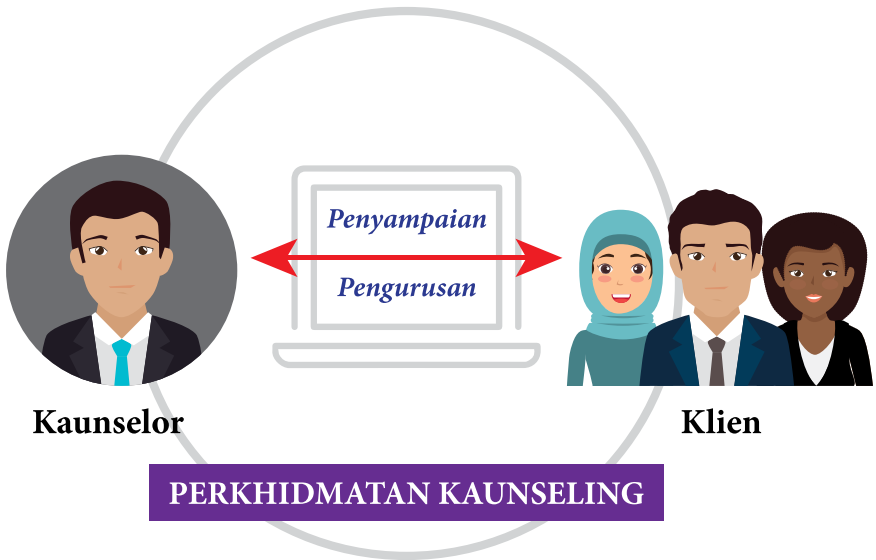 Penyampaian
Pengurusan
Kaunselor
Klien
PERKHIDMATAN KAUNSELING